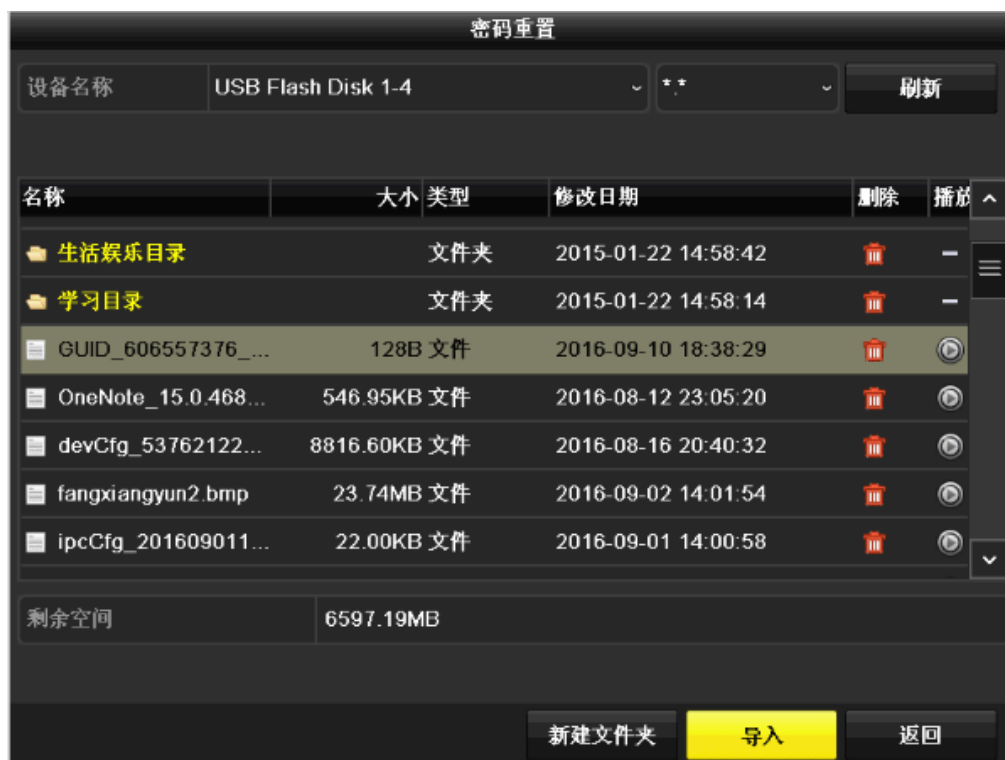 密码重置
设备名称 USB Flash Disk 1-4 *.* 刷新
名称 大小 类型 修改日期 删除 播放
生活娱乐目录 文件夹 2015-01-22 14:58:42
学习目录 文件夹 2015-01-22 14:58:14
GUID_606557376_... 128B 文件 2016-09-10 18:38:29
OneNote_15.0.468... 546.95KB 文件 2016-08-12 23:05:20
devCfg_53762122... 8816.60KB 文件 2016-08-16 20:40:32
fangxiangyun2.bmp 23.74MB 文件 2016-09-02 14:01:54
ipcCfg_201609011... 22.00KB 文件 2016-09-01 14:00:58
剩余空间 6597.19MB
新建文件夹 导入 返回